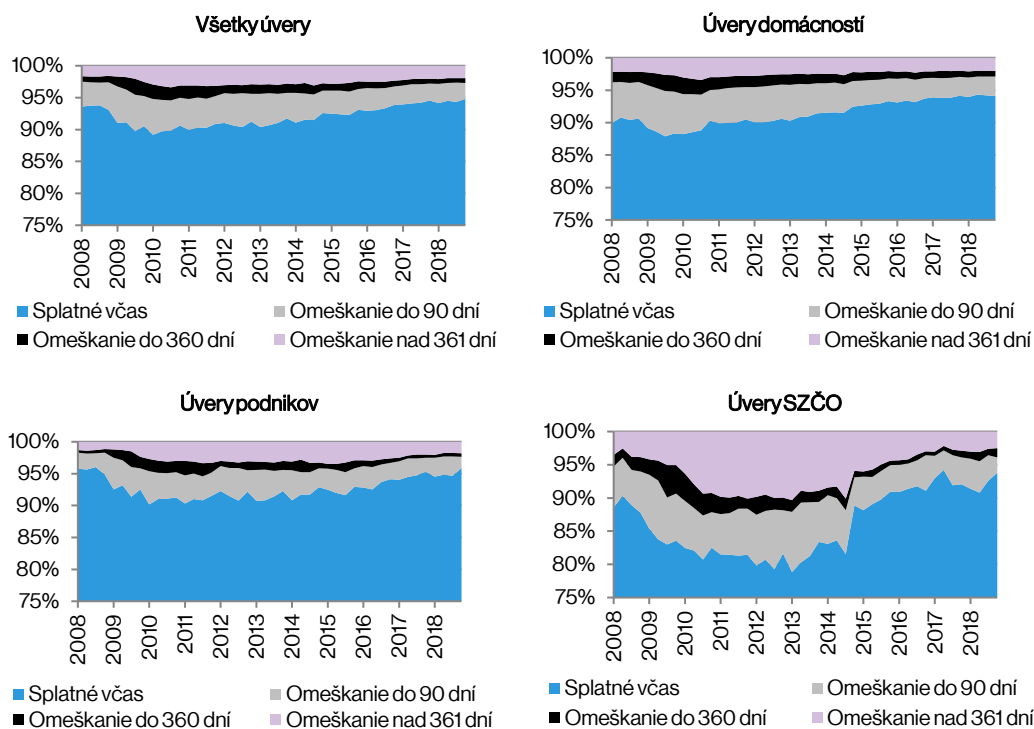 Všetky úvery
100%
95%
90%
85%
80%
75%
2008 2009 2010 2011 2012 2013 2014 2015 2016 2017 2018
Splatné včas Omeškanie do 90 dní
Omeškanie do 360 dní Omeškanie nad 361 dní
Úvery domácností
100%
95%
90%
85%
80%
75%
2008 2009 2010 2011 2012 2013 2014 2015 2016 2017 2018
Splatné včas Omeškanie do 90 dní
Omeškanie do 360 dní Omeškanie nad 361 dní
Úvery podnikov
100%
95%
90%
85%
80%
75%
2008 2009 2010 2011 2012 2013 2014 2015 2016 2017 2018
Splatné včas Omeškanie do 90 dní
Omeškanie do 360 dní Omeškanie nad 361 dní
Úvery SZČO
100%
95%
90%
85%
80%
75%
2008 2009 2010 2011 2012 2013 2014 2015 2016 2017 2018
Splatné včas Omeškanie do 90 dní
Omeškanie do 360 dní Omeškanie nad 361 dní